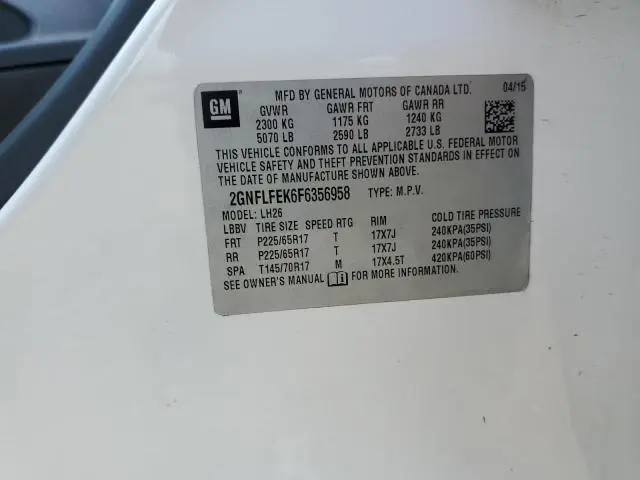 GM
MFD BY GENERAL MOTORS OF CANADA LTD. 04/15
GVWR GAWR FRT GAWR RR
2300 KG 1175 KG 1240 KG
5070 LB 2590 LB 2733 LB
THIS VEHICLE CONFORMS TO ALL APPLICABLE U.S. FEDERAL MOTOR
VEHICLE SAFETY AND THEFT PREVENTION STANDARDS IN EFFECT ON
THE DATE OF MANUFACTURE SHOWN ABOVE.
2GNFLFEK6F6356958 TYPE: M.P.V.
MODEL: LH26
LBBV TIRE SIZE SPEED RTG RIM COLD TIRE PRESSURE
FRT P225/65R17 T 17X7J 240KPA(35PSI)
RR P225/65R17 T 17X7J 240KPA(35PSI)
SPA T145/70R17 M 17X4.5T 420KPA(60PSI)
SEE OWNER'S MANUAL FOR MORE INFORMATION.